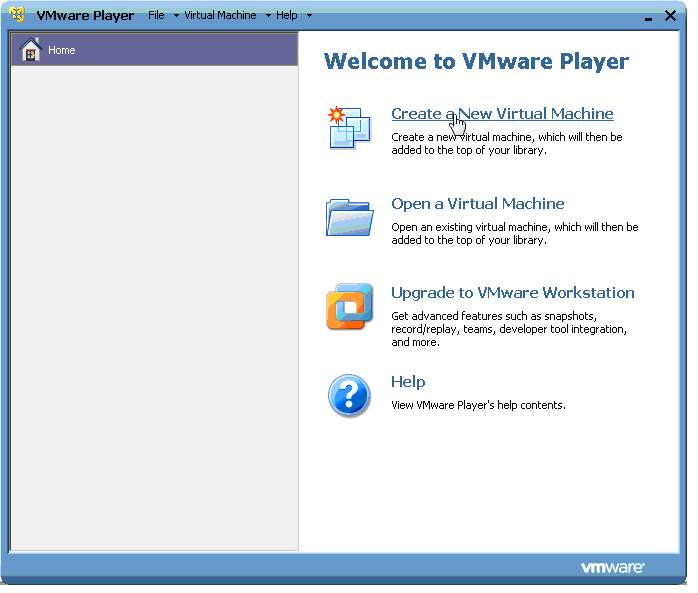 VMware Player File Virtual Machine Help
Home
Welcome to VMware Player
Create a New Virtual Machine
Create a new virtual machine, which will then be
added to the top of your library.
Open a Virtual Machine
Open an existing virtual machine, which will then be
added to the top of your library.
Upgrade to VMware Workstation
Get advanced features such as snapshots,
record/replay, teams, developer tool integration,
and more.
Help
View VMware Player's help contents.
vmware